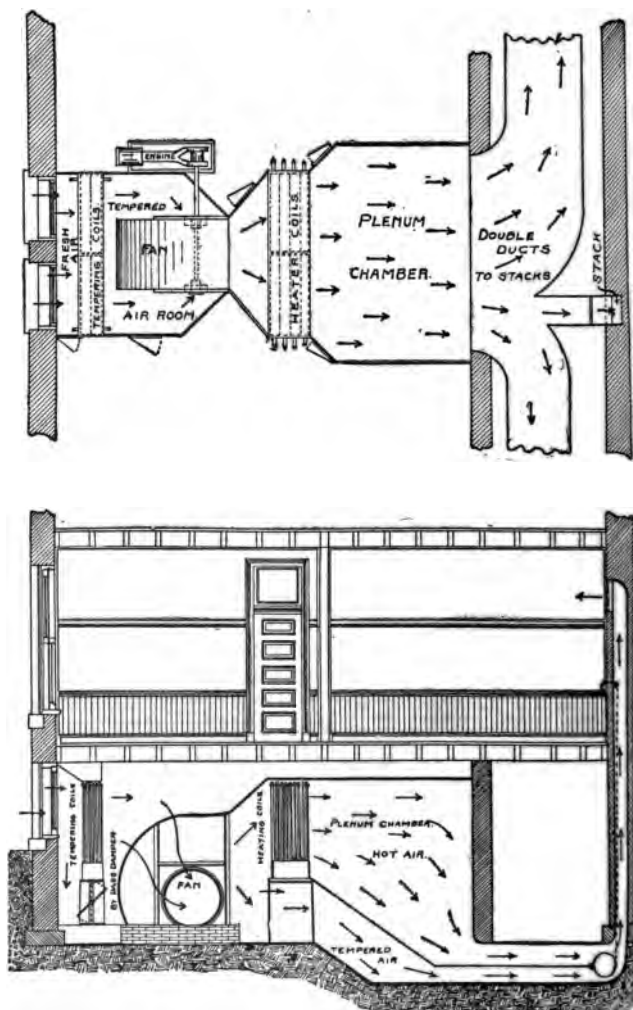 ENGINE
FRESH AIR
TEMPERING COILS
TEMPERED
FAN
AIR ROOM
HEATER COILS
PLENUM
CHAMBER.
DOUBLE
DUCTS
TO STACKS
STACK
TEMPERING COILS
BY PASS DAMPER
FAN
HEATING COILS
PLENUM CHAMBER.
HOT AIR.
TEMPERED
AIR